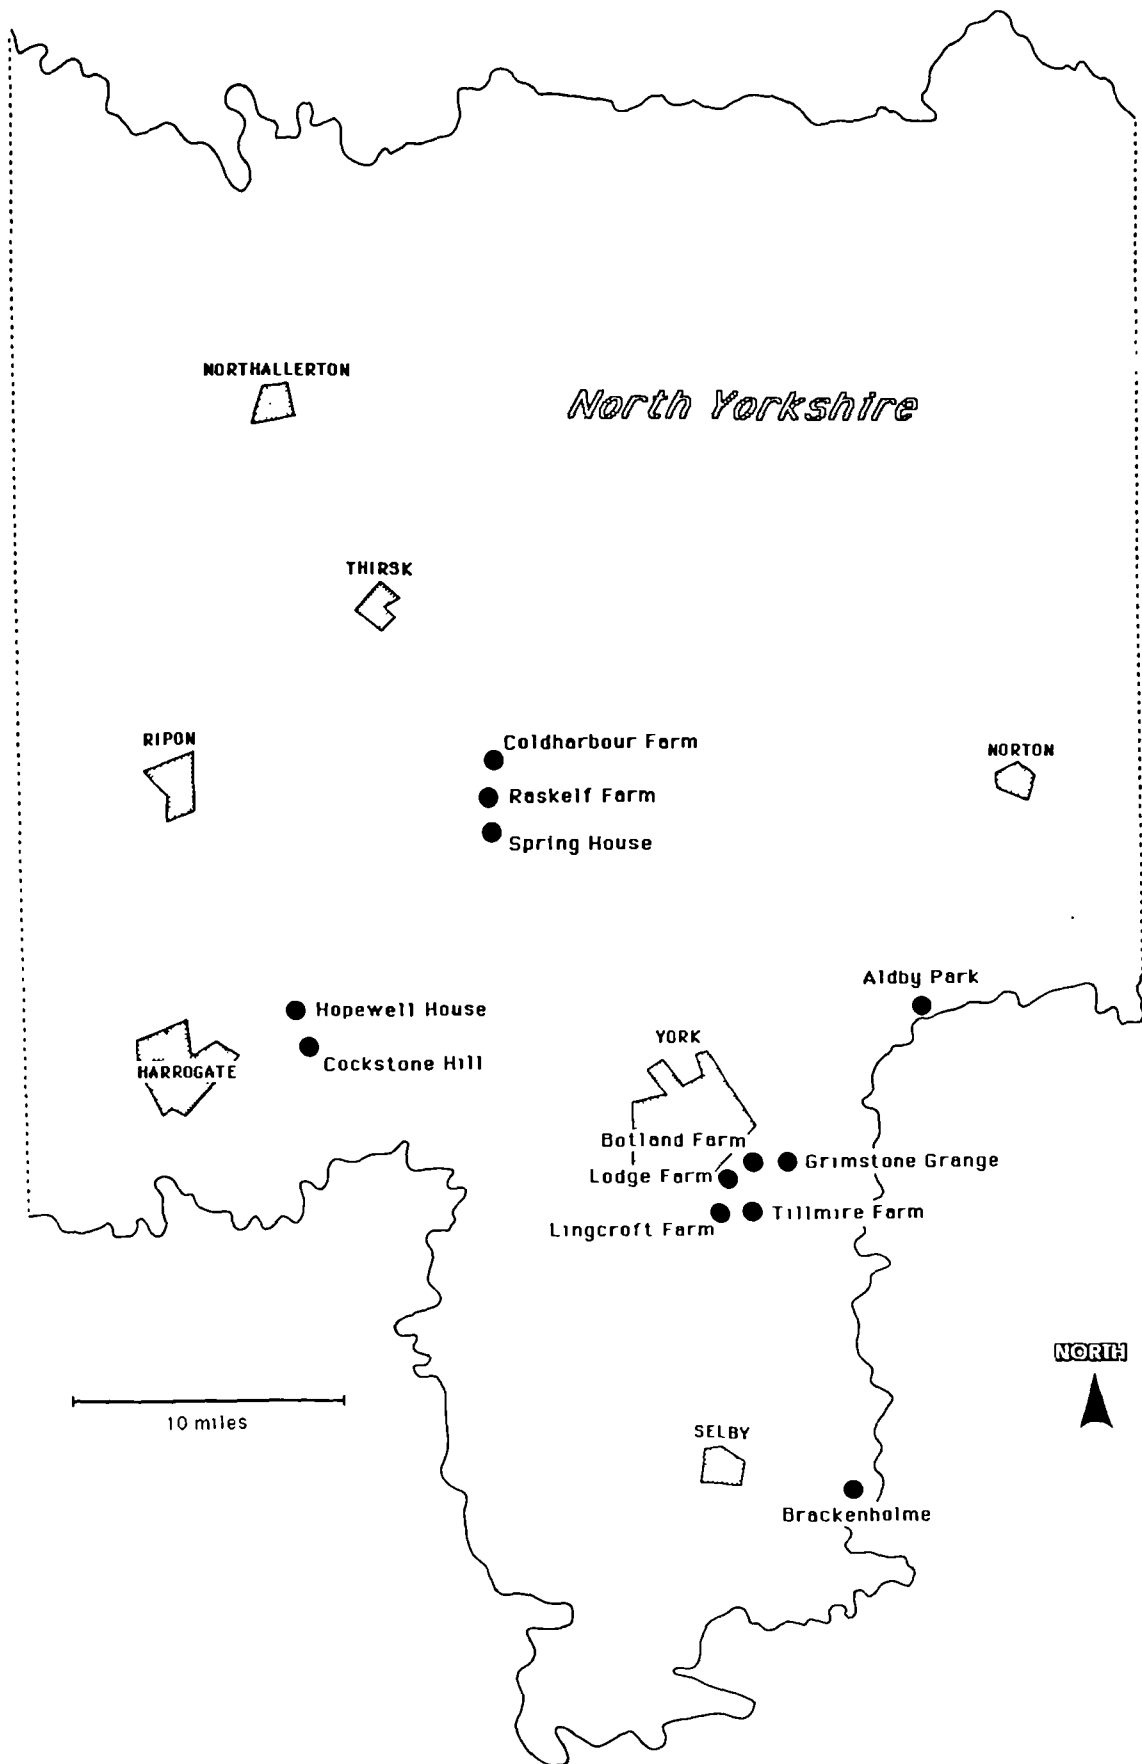 NORTHALLERTON
North Yorkshire
THIRSK
RIPON
Coldharbour Farm
NORTON
Raskelf Farm
Spring House
Aldby Park
Hopewell House
YORK
Cockstone Hill
HARROGATE
Botland Farm
Grimstone Grange
Lodge Farm
Tillmire Farm
Lingcroft Farm
NORTH
10 miles
SELBY
Brackenholme